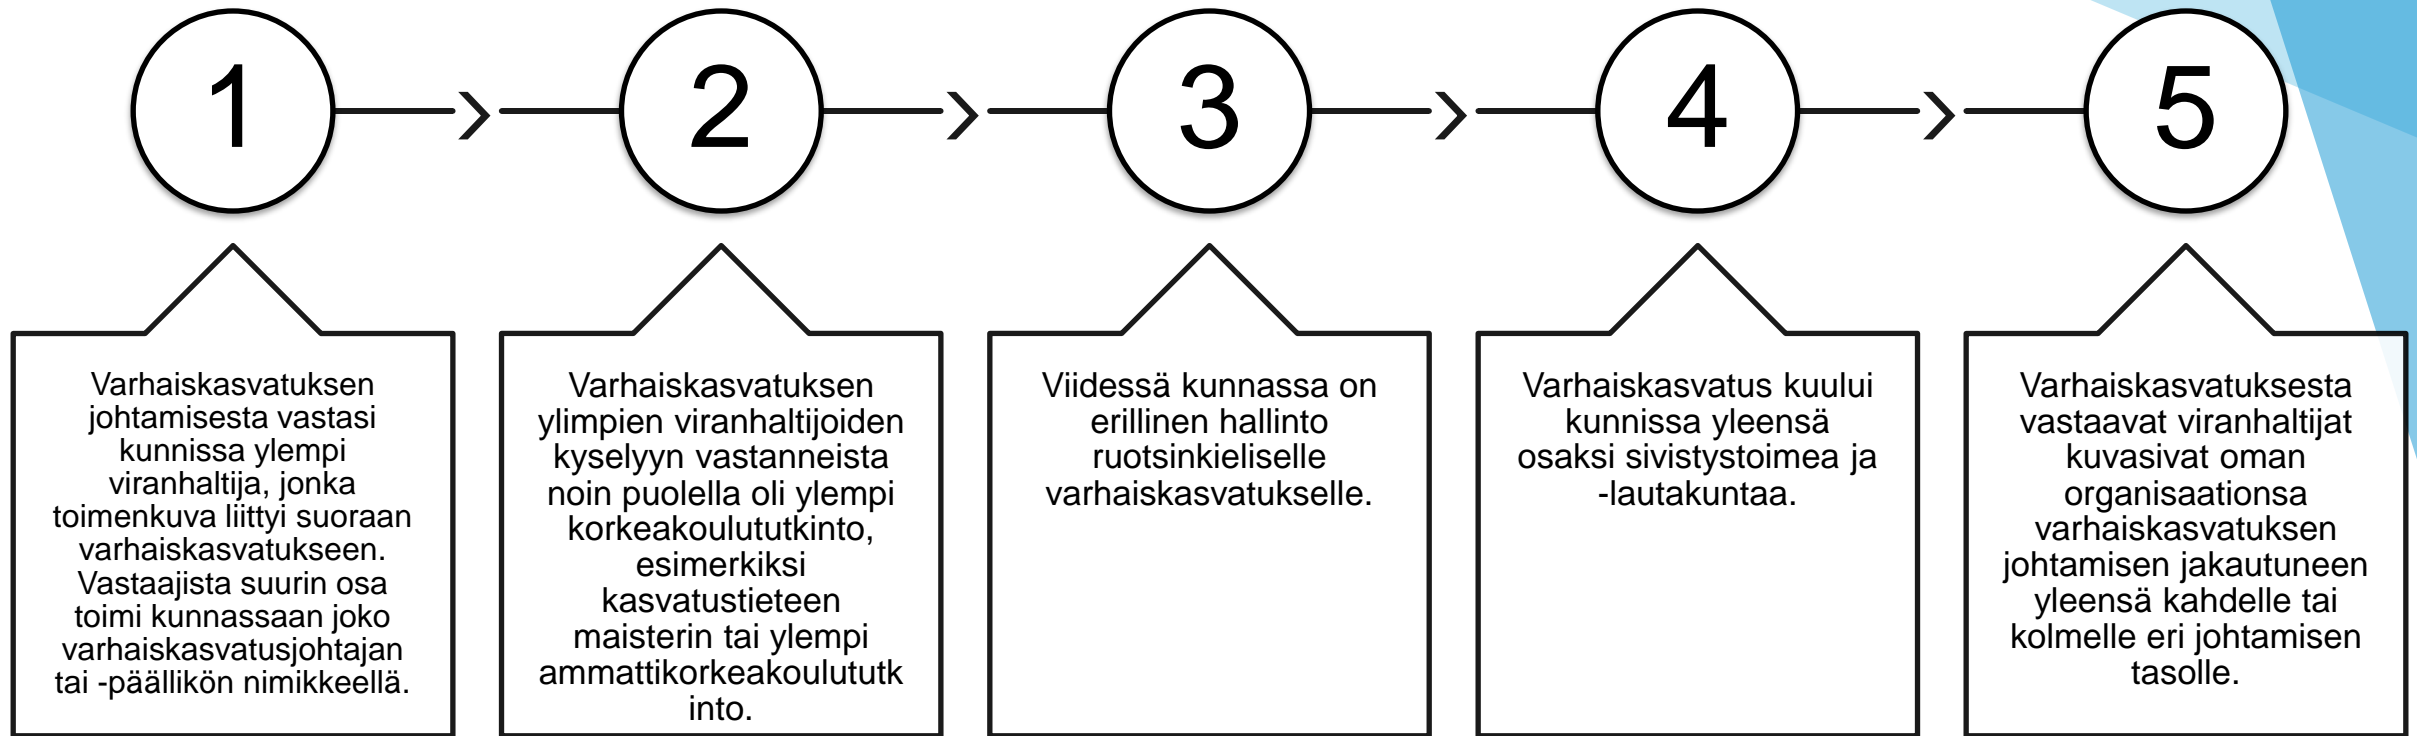 1
2
3
4
5
Varhaiskasvatuksen
johtamisesta vastasi
kunnissa ylempi
viranhaltija, jonka
toimenkuva liittyi suoraan
varhaiskasvatukseen.
Vastaajista suurin osa
toimi kunnassaan joko
varhaiskasvatusjohtajan
tai -päällikön nimikkeellä.
Varhaiskasvatuksen
ylimpien viranhaltijoiden
kyselyyn vastanneista
noin puolella oli ylempi
korkeakoulututkinto,
esimerkiksi
kasvatustieteen
maisterin tai ylempi
ammattikorkeakoulututk
into.
Viidessä kunnassa on
erillinen hallinto
ruotsinkieliselle
varhaiskasvatukselle.
Varhaiskasvatus kuului
kunnissa yleensä
osaksi sivistystoimea ja
-lautakuntaa.
Varhaiskasvatuksesta
vastaavat viranhaltijat
kuvasivat oman
organisaationsa
varhaiskasvatuksen
johtamisen jakautuneen
yleensä kahdelle tai
kolmelle eri johtamisen
tasolle.